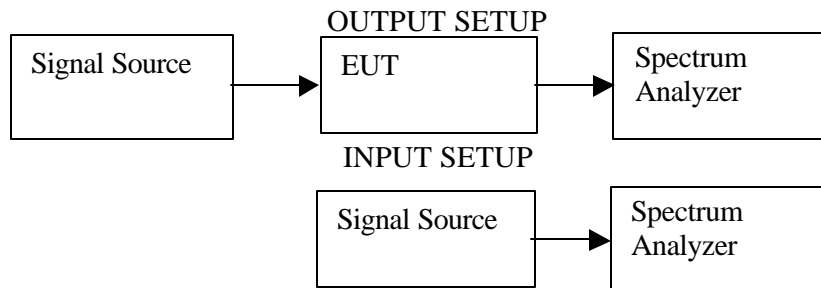 OUTPUT SETUP
Signal Source
EUT
Spectrum
Analyzer
INPUT SETUP
Signal Source
Spectrum
Analyzer